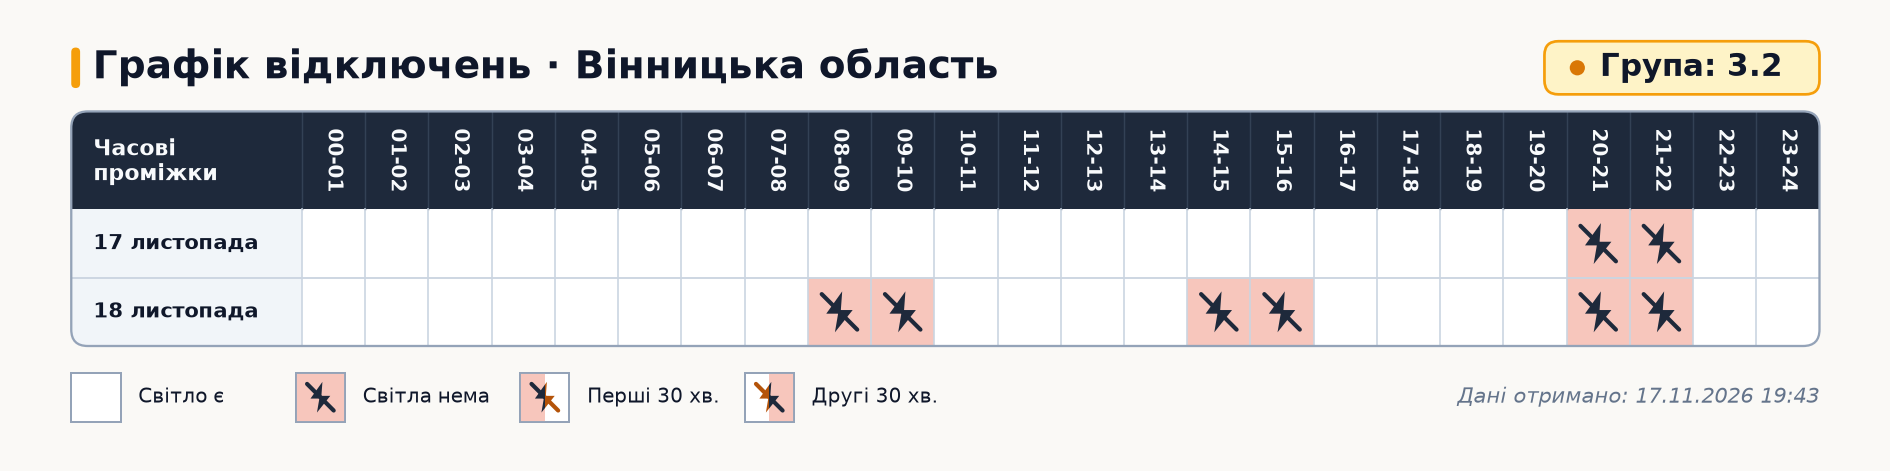 Графік відключень · Вінницька область
Група: 3.2
Часові
проміжки
00-01 01-02 02-03 03-04 04-05 05-06 06-07 07-08 08-09 09-10 10-11 11-12 12-13 13-14 14-15 15-16 16-17 17-18 18-19 19-20 20-21 21-22 22-23 23-24
17 листопада
18 листопада
Світло є Світла нема Перші 30 хв. Другі 30 хв. Дані отримано: 17.11.2026 19:43